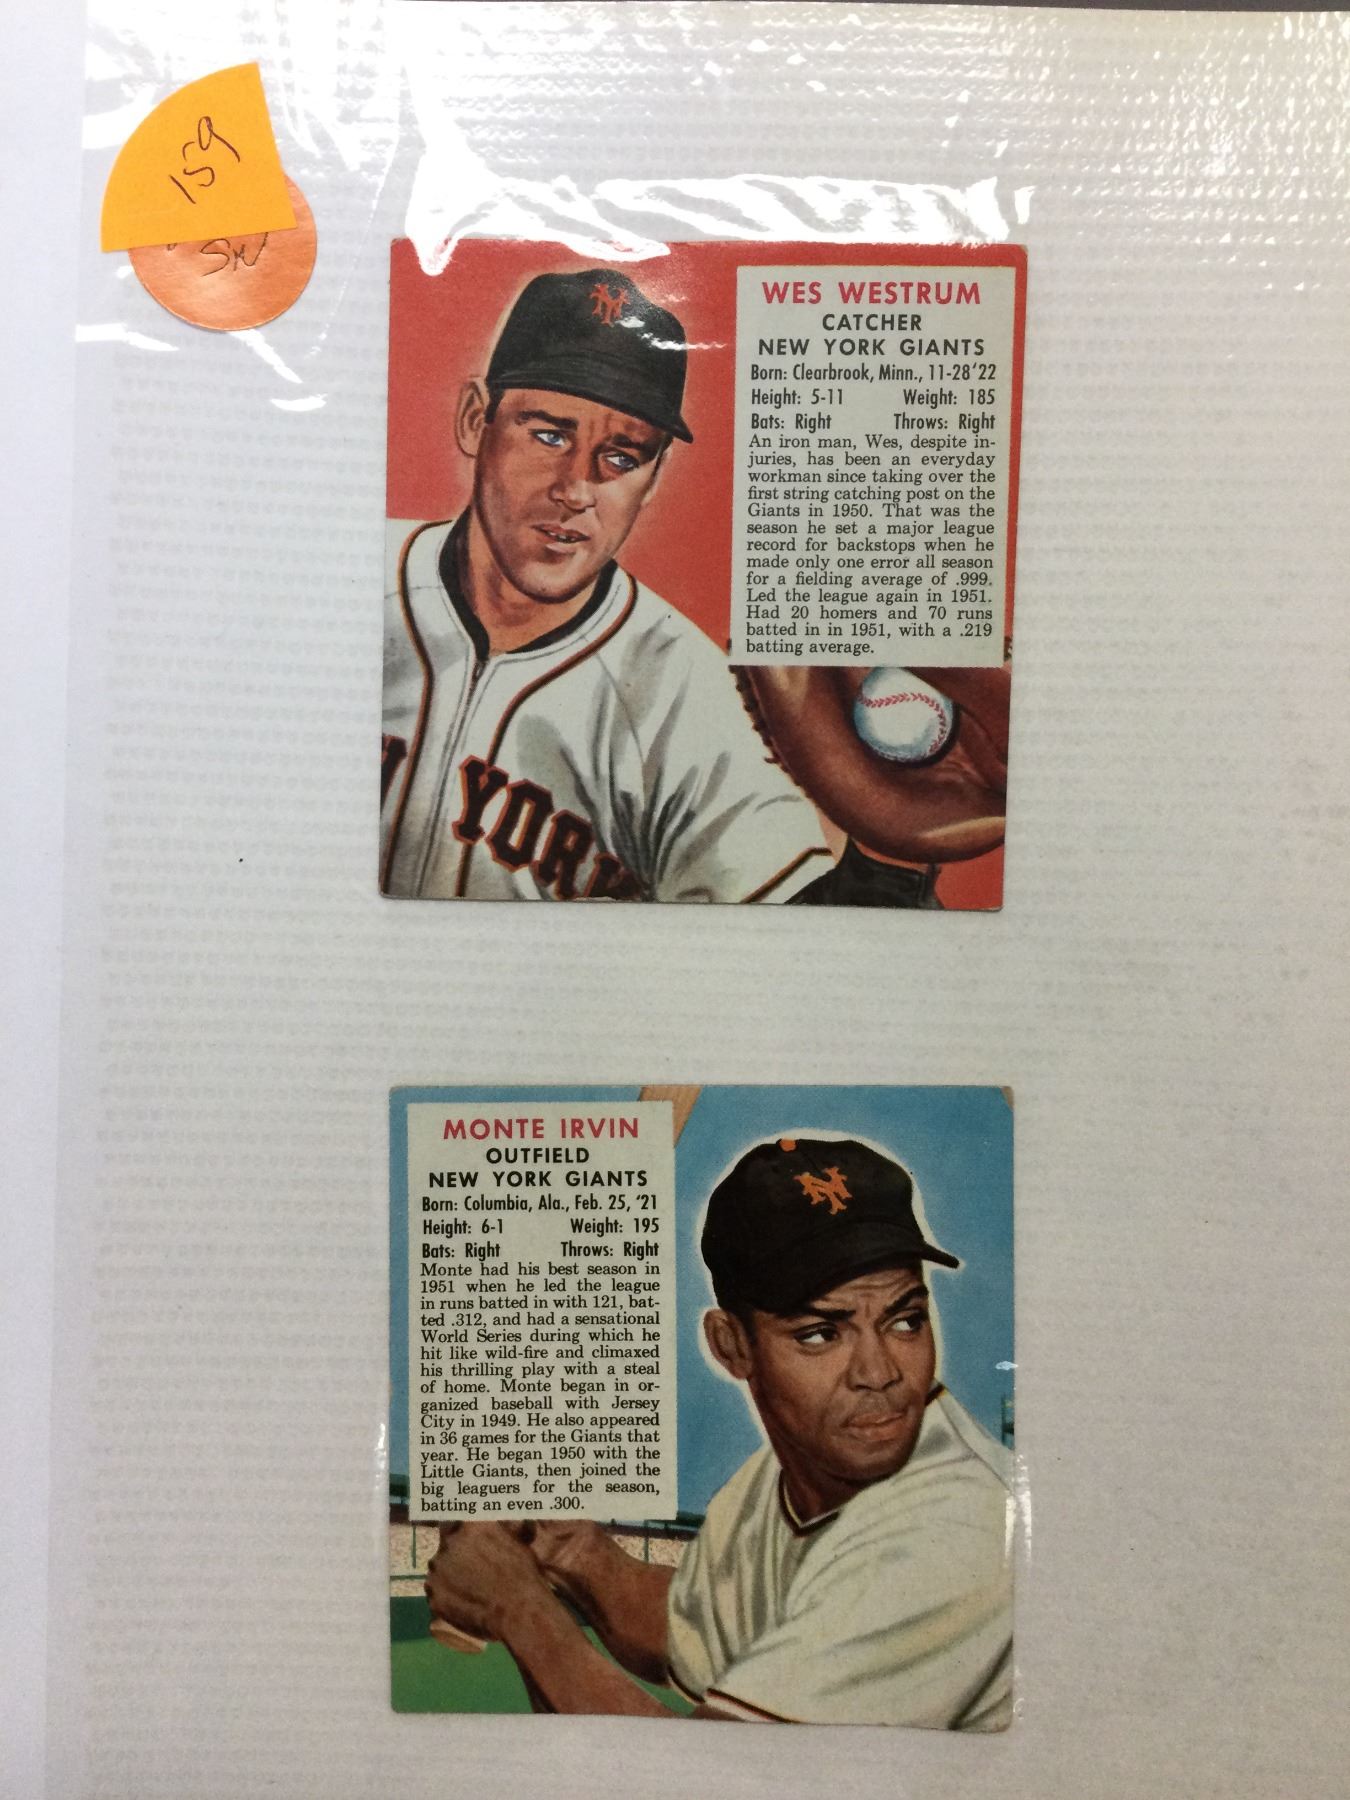 159
SN
WES WESTRUM
CATCHER
NEW YORK GIANTS
Born: Clearbrook, Minn., 11-28'22
Height: 5-11 Weight: 185
Bats: Right Throws: Right
An iron man, Wes, despite in-
juries, has been an everyday
workman since taking over the
first string catching post on the
Giants in 1950. That was the
season he set a major league
record for backstops when he
made only one error all season
for a fielding average of .999.
Led the league again in 1951.
Had 20 homers and 70 runs
batted in in 1951, with a .219
batting average.
YORK
MONTE IRVIN
OUTFIELD
NEW YORK GIANTS
Born: Columbia, Ala., Feb. 25, '21
Height: 6-1 Weight: 195
Bats: Right Throws: Right
Monte had his best season in
1951 when he led the league
in runs batted in with 121, bat-
ted .312, and had a sensational
World Series during which he
hit like wild-fire and climaxed
his thrilling play with a steal
of home. Monte began in or-
ganized baseball with Jersey
City in 1949. He also appeared
in 36 games for the Giants that
year. He began 1950 with the
Little Giants, then joined the
big leaguers for the season,
batting an even .300.